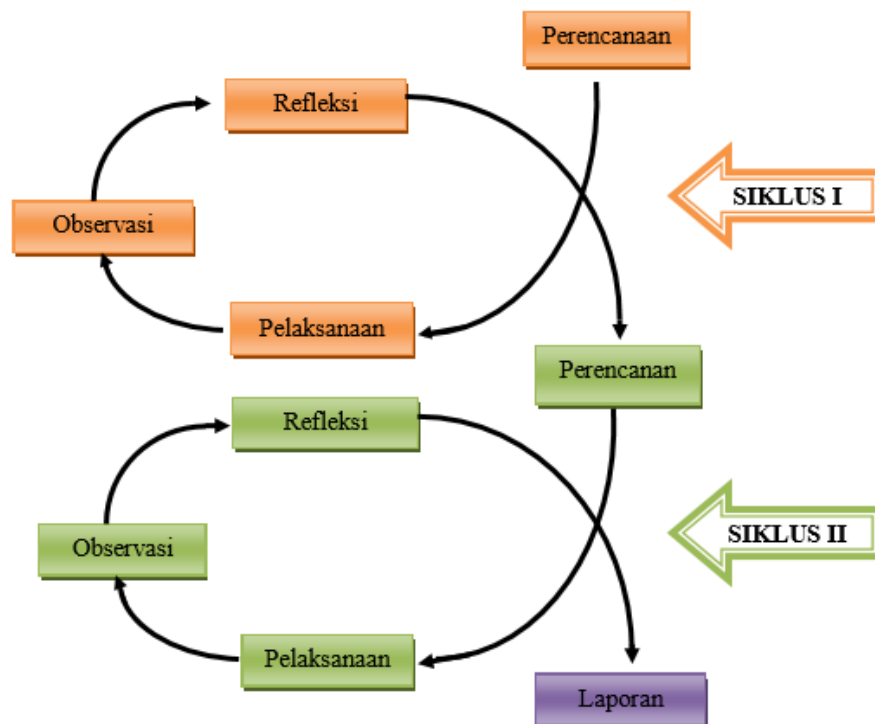 Perencanaan
Refleksi
SIKLUS I
Observasi
Pelaksanaan
Perencanan
Refleksi
SIKLUS II
Observasi
Pelaksanaan
Laporan